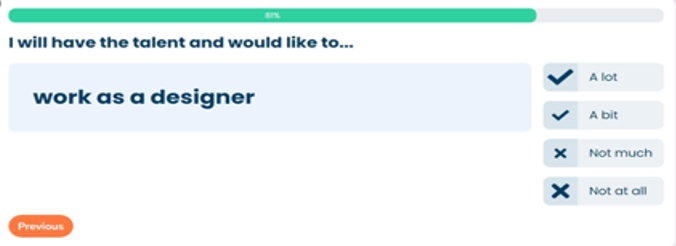 81%
I will have the talent and would like to...
work as a designer
A lot
A bit
Not much
Not at all
Previous